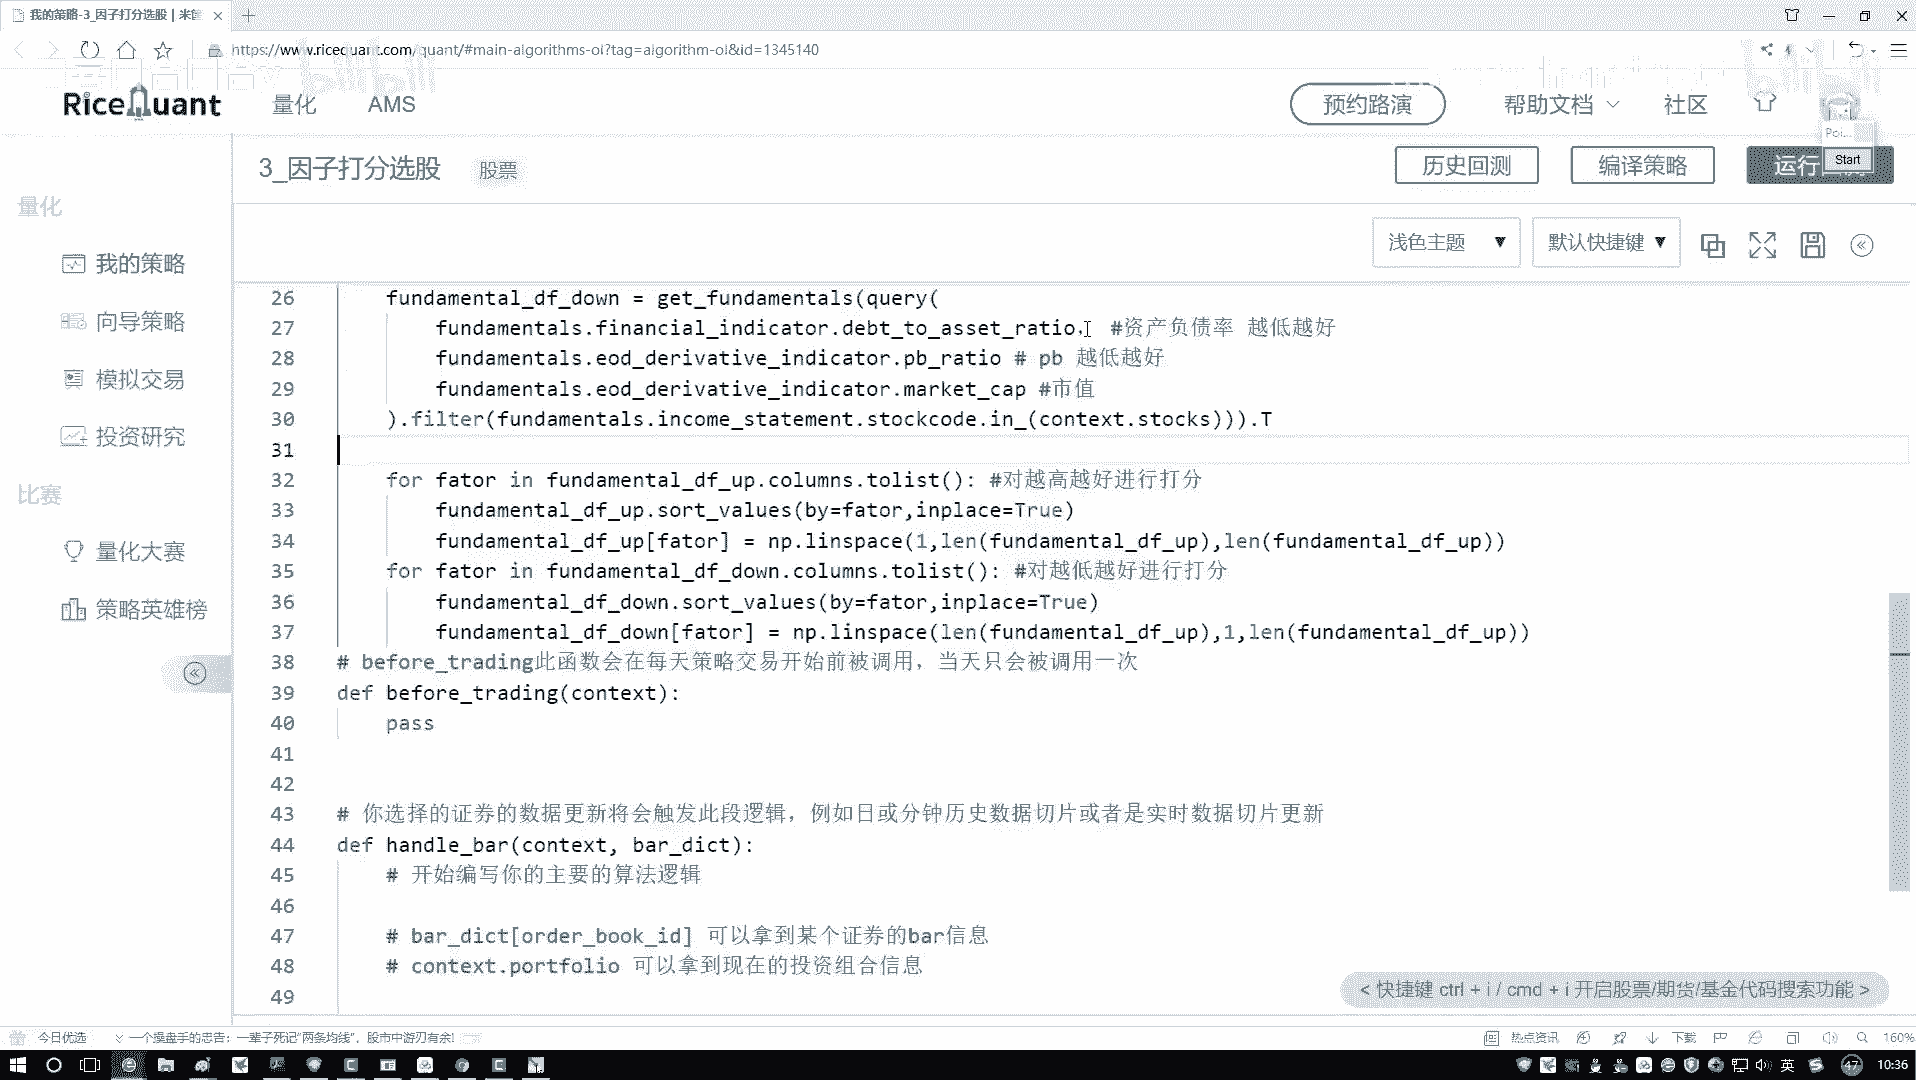 我的策略-3_因子打分选股 | 米筐
https://www.ricequant.com/quant/#main-algorithms-ol?tag=algorithm-ol&id=1345140
RiceQuant 量化 AMS 预约路演 帮助文档 社区
3_因子打分选股 股票 历史回测 编译策略 运行 Start
量化
我的策略
向导策略
模拟交易
投资研究
比赛
量化大赛
策略英雄榜
浅色主题 默认快捷键
26 fundamental_df_down = get_fundamentals(query(
27 fundamentals.financial_indicator.debt_to_asset_ratio, #资产负债率 越低越好
28 fundamentals.eod_derivative_indicator.pb_ratio # pb 越低越好
29 fundamentals.eod_derivative_indicator.market_cap #市值
30 ).filter(fundamentals.income_statement.stockcode.in_(context.stocks))).T
31
32 for fator in fundamental_df_up.columns.tolist(): #对越高越好进行打分
33 fundamental_df_up.sort_values(by=fator,inplace=True)
34 fundamental_df_up[fator] = np.linspace(1,len(fundamental_df_up),len(fundamental_df_up))
35 for fator in fundamental_df_down.columns.tolist(): #对越低越好进行打分
36 fundamental_df_down.sort_values(by=fator,inplace=True)
37 fundamental_df_down[fator] = np.linspace(len(fundamental_df_up),1,len(fundamental_df_up))
38 # before_trading此函数会在每天策略交易开始前被调用，当天只会被调用一次
39 def before_trading(context):
40 pass
41
42
43 # 你选择的证券的数据更新将会触发此段逻辑，例如日或分钟历史数据切片或者是实时数据切片更新
44 def handle_bar(context, bar_dict):
45 # 开始编写你的主要的算法逻辑
46
47 # bar_dict[order_book_id] 可以拿到某个证券的bar信息
48 # context.portfolio 可以拿到现在的投资组合信息
49
< 快捷键 ctrl + i / cmd + i 开启股票/期货/基金代码搜索功能 >
今日优选 一个操盘手的忠告：一辈子死记"两条均线"，股市中游刃有余! 热点资讯 下载 160%
英 47 10:36